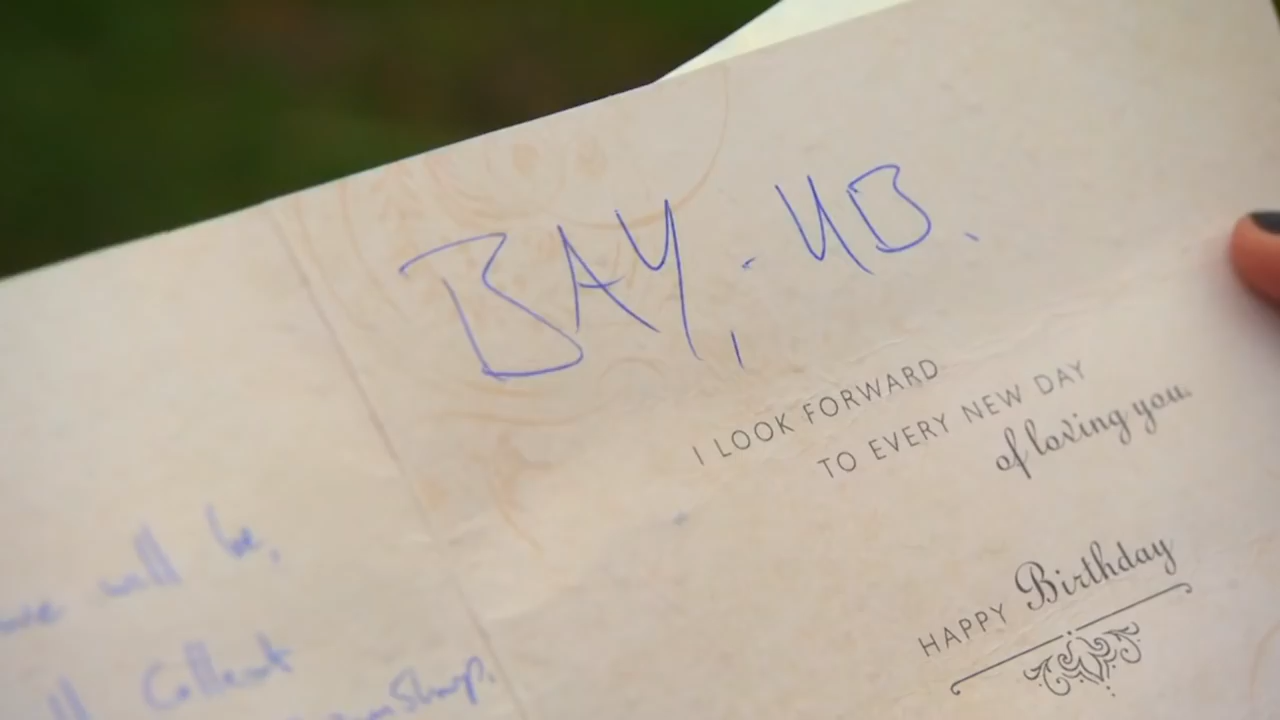 BAY, - UB.
I LOOK FORWARD
TO EVERY NEW DAY
of loving you.
HAPPY Birthday
will be,
Collect